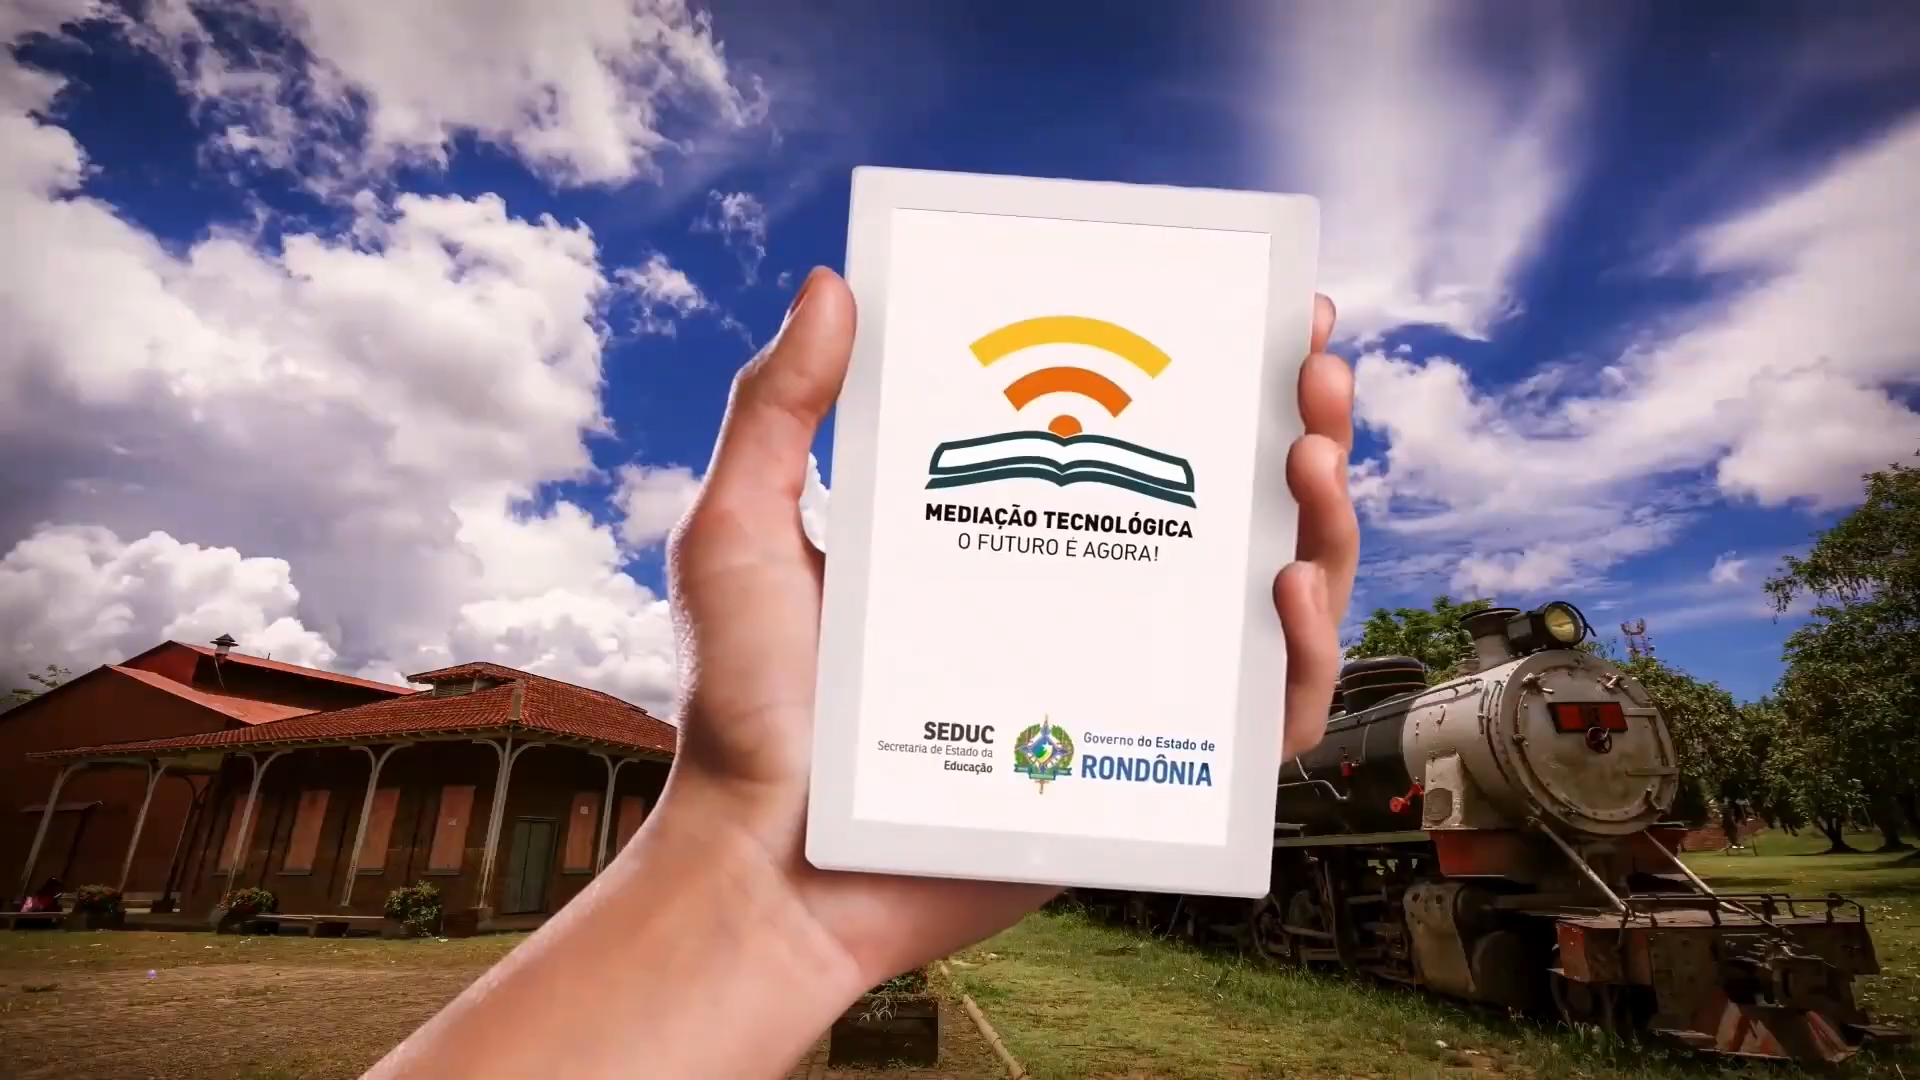 MEDIAÇÃO TECNOLÓGICA
O FUTURO É AGORA!
SEDUC
Secretaria de Estado da
Educação
Governo do Estado de
RONDÔNIA